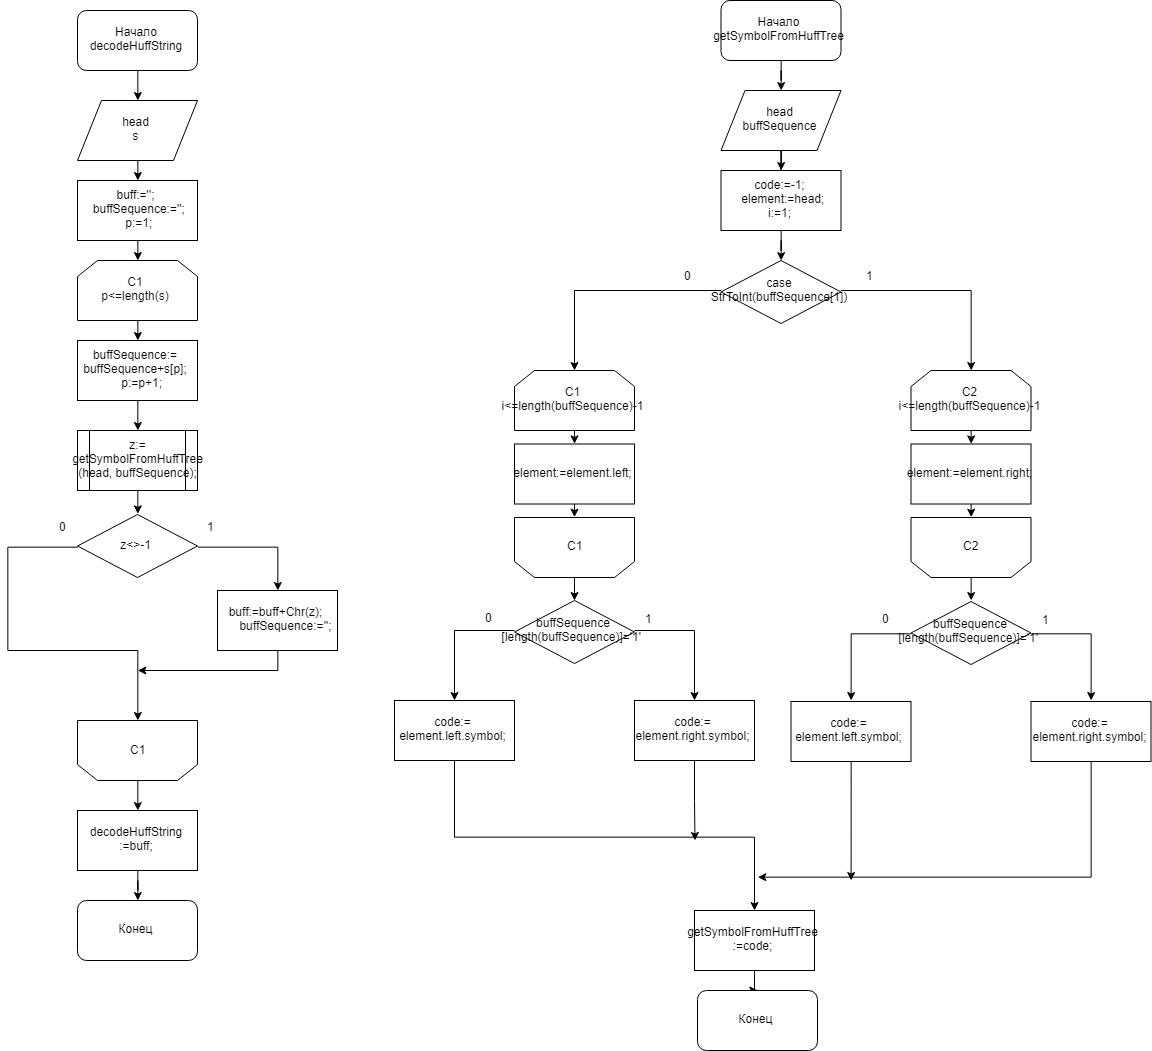 Начало
decodeHuffString
head
s
buff:='';
buffSequence:='';
p:=1;
C1
p<=length(s)
buffSequence:=
buffSequence+s[p];
p:=p+1;
z:=
getSymbolFromHuffTree
(head, buffSequence);
0
1
z<>-1
buff:=buff+Chr(z);
buffSequence:='';
C1
decodeHuffString
:=buff;
Конец
Начало
getSymbolFromHuffTree
head
buffSequence
code:=-1;
element:=head;
i:=1;
0
1
case
StrToInt(buffSequence[1])
C1
i<=length(buffSequence)-1
element:=element.left;
C1
0
1
buffSequence
[length(buffSequence)]='1'
code:=
element.left.symbol;
code:=
element.right.symbol;
C2
i<=length(buffSequence)-1
element:=element.right;
C2
0
1
buffSequence
[length(buffSequence)]='1'
code:=
element.left.symbol;
code:=
element.right.symbol;
getSymbolFromHuffTree
:=code;
Конец